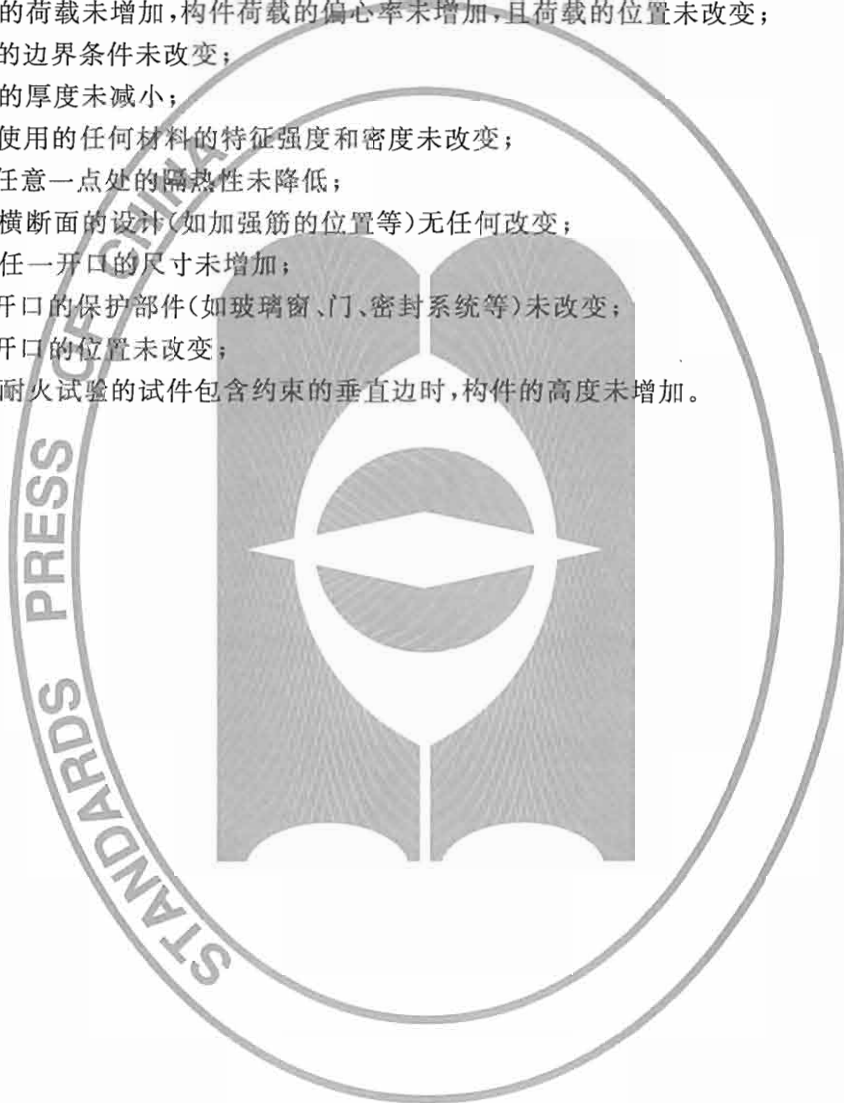 的荷载未增加,构件荷载的偏心率未增加,且荷载的位置未改变;
的边界条件未改变;
的厚度未减小;
使用的任何材料的特征强度和密度未改变;
任意一点处的隔热性未降低;
横断面的设计(如加强筋的位置等)无任何改变;
任一开口的尺寸未增加;
开口的保护部件(如玻璃窗、门、密封系统等)未改变;
开口的位置未改变;
耐火试验的试件包含约束的垂直边时,构件的高度未增加。
STANDARDS PRESS OF CHINA